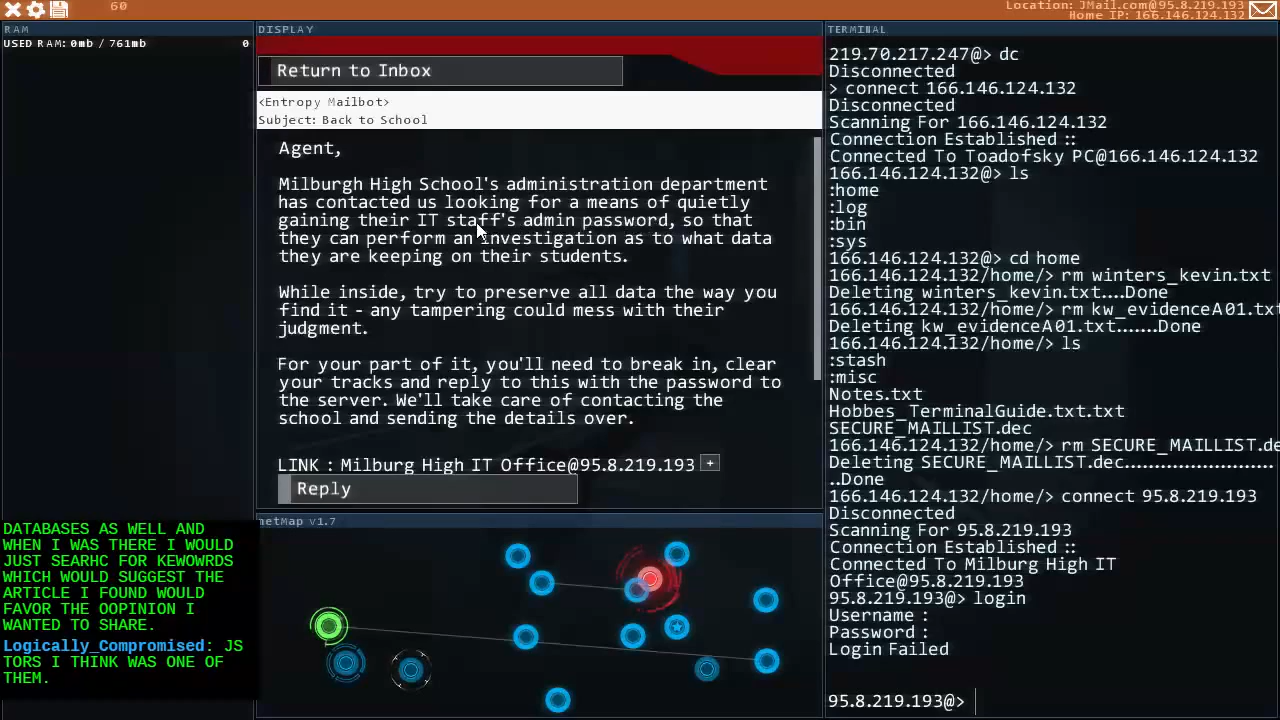 60
Location: JMail.com@95.8.219.193
Home IP: 166.146.124.132
RAM
USED RAM: 0mb / 761mb
0
DISPLAY
Return to Inbox
<Entropy Mailbot>
Subject: Back to School
Agent,
Milburgh High School's administration department
has contacted us looking for a means of quietly
gaining their IT staff's admin password, so that
they can perform an investigation as to what data
they are keeping on their students.
While inside, try to preserve all data the way you
find it - any tampering could mess with their
judgment.
For your part of it, you'll need to break in, clear
your tracks and reply to this with the password to
the server. We'll take care of contacting the
school and sending the details over.
LINK : Milburg High IT Office@95.8.219.193
+
Reply
netMap v1.7
DATABASES AS WELL AND
WHEN I WAS THERE I WOULD
JUST SEARHC FOR KEWOWRDS
WHICH WOULD SUGGEST THE
ARTICLE I FOUND WOULD
FAVOR THE OOPINION I
WANTED TO SHARE.
Logically_Compromised: JS
TORS I THINK WAS ONE OF
THEM.
TERMINAL
219.70.217.247@> dc
Disconnected
> connect 166.146.124.132
Disconnected
Scanning For 166.146.124.132
Connection Established ::
Connected To Toadofsky PC@166.146.124.132
166.146.124.132@> ls
:home
:log
:bin
:sys
166.146.124.132@> cd home
166.146.124.132/home/> rm winters_kevin.txt
Deleting winters_kevin.txt....Done
166.146.124.132/home/> rm kw_evidenceA01.txt
Deleting kw_evidenceA01.txt.......Done
166.146.124.132/home/> ls
:stash
:misc
Notes.txt
Hobbes_TerminalGuide.txt.txt
SECURE_MAILLIST.dec
166.146.124.132/home/> rm SECURE_MAILLIST.de
Deleting SECURE_MAILLIST.dec........................
..Done
166.146.124.132/home/> connect 95.8.219.193
Disconnected
Scanning For 95.8.219.193
Connection Established ::
Connected To Milburg High IT
Office@95.8.219.193
95.8.219.193@> login
Username :
Password :
Login Failed
95.8.219.193@>